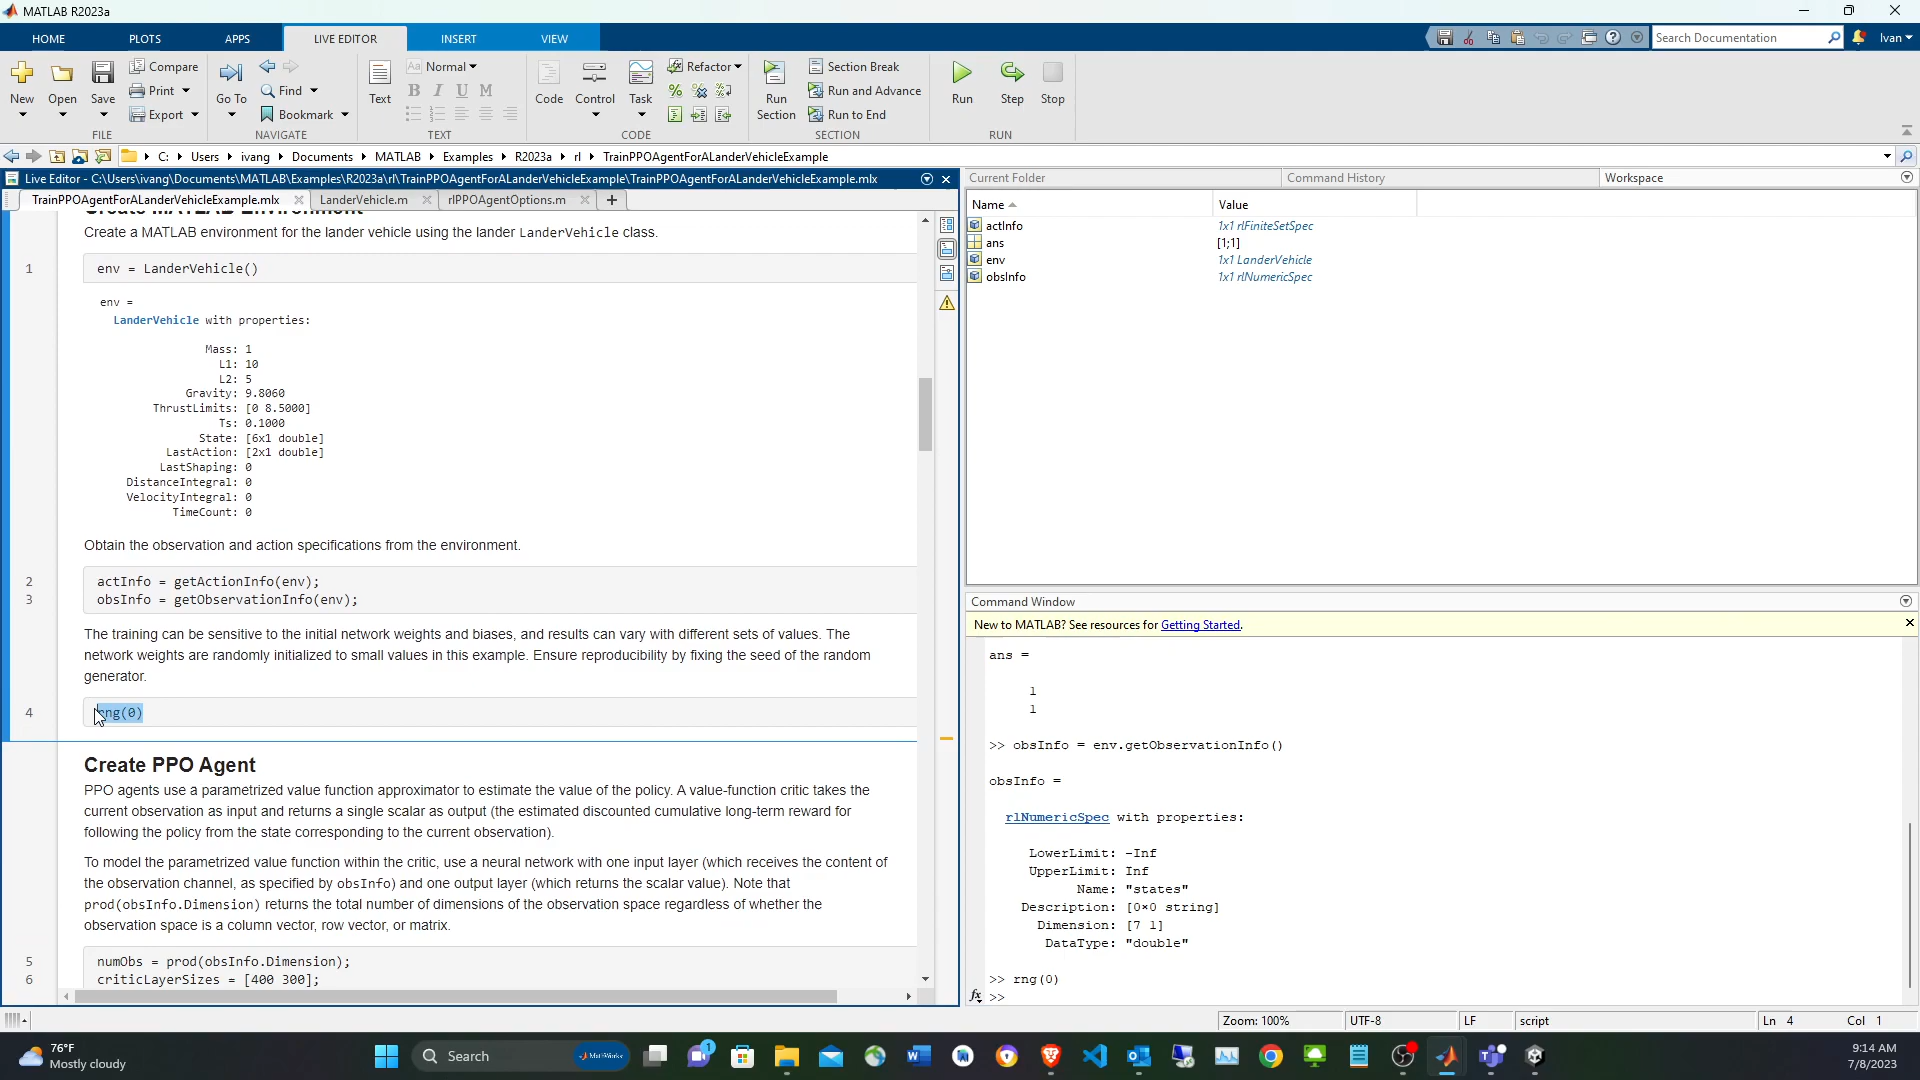 MATLAB R2023a
HOME PLOTS APPS LIVE EDITOR INSERT VIEW
Search Documentation Ivan
New Open Save Compare Print Export
FILE
Go To Find Bookmark
NAVIGATE
Text Aa Normal B I U M
TEXT
Code Control Task Refactor
CODE
Run Section Section Break Run and Advance Run to End
SECTION
Run Step Stop
RUN
C: Users ivang Documents MATLAB Examples R2023a rl TrainPPOAgentForALanderVehicleExample
Live Editor - C:\Users\ivang\Documents\MATLAB\Examples\R2023a\rl\TrainPPOAgentForALanderVehicleExample\TrainPPOAgentForALanderVehicleExample.mlx
TrainPPOAgentForALanderVehicleExample.mlx LanderVehicle.m rlPPOAgentOptions.m
Create MATLAB Environment
Create a MATLAB environment for the lander vehicle using the lander LanderVehicle class.
1 env = LanderVehicle()
env =
LanderVehicle with properties:
Mass: 1
L1: 10
L2: 5
Gravity: 9.8060
ThrustLimits: [0 8.5000]
Ts: 0.1000
State: [6x1 double]
LastAction: [2x1 double]
LastShaping: 0
DistanceIntegral: 0
VelocityIntegral: 0
TimeCount: 0
Obtain the observation and action specifications from the environment.
2 actInfo = getActionInfo(env);
3 obsInfo = getObservationInfo(env);
The training can be sensitive to the initial network weights and biases, and results can vary with different sets of values. The
network weights are randomly initialized to small values in this example. Ensure reproducibility by fixing the seed of the random
generator.
4 rng(0)
Create PPO Agent
PPO agents use a parametrized value function approximator to estimate the value of the policy. A value-function critic takes the
current observation as input and returns a single scalar as output (the estimated discounted cumulative long-term reward for
following the policy from the state corresponding to the current observation).
To model the parametrized value function within the critic, use a neural network with one input layer (which receives the content of
the observation channel, as specified by obsInfo) and one output layer (which returns the scalar value). Note that
prod(obsInfo.Dimension) returns the total number of dimensions of the observation space regardless of whether the
observation space is a column vector, row vector, or matrix.
5 numObs = prod(obsInfo.Dimension);
6 criticLayerSizes = [400 300];
Current Folder Command History Workspace
Name Value
actInfo 1x1 rlFiniteSetSpec
ans [1;1]
env 1x1 LanderVehicle
obsInfo 1x1 rlNumericSpec
Command Window
New to MATLAB? See resources for Getting Started.
ans =
1
1
>> obsInfo = env.getObservationInfo()
obsInfo =
rlNumericSpec with properties:
LowerLimit: -Inf
UpperLimit: Inf
Name: "states"
Description: [0×0 string]
Dimension: [7 1]
DataType: "double"
>> rng(0)
fx >>
Zoom: 100% UTF-8 LF script Ln 4 Col 1
76°F
Mostly cloudy
Search
MathWorks
1
9:14 AM
7/8/2023